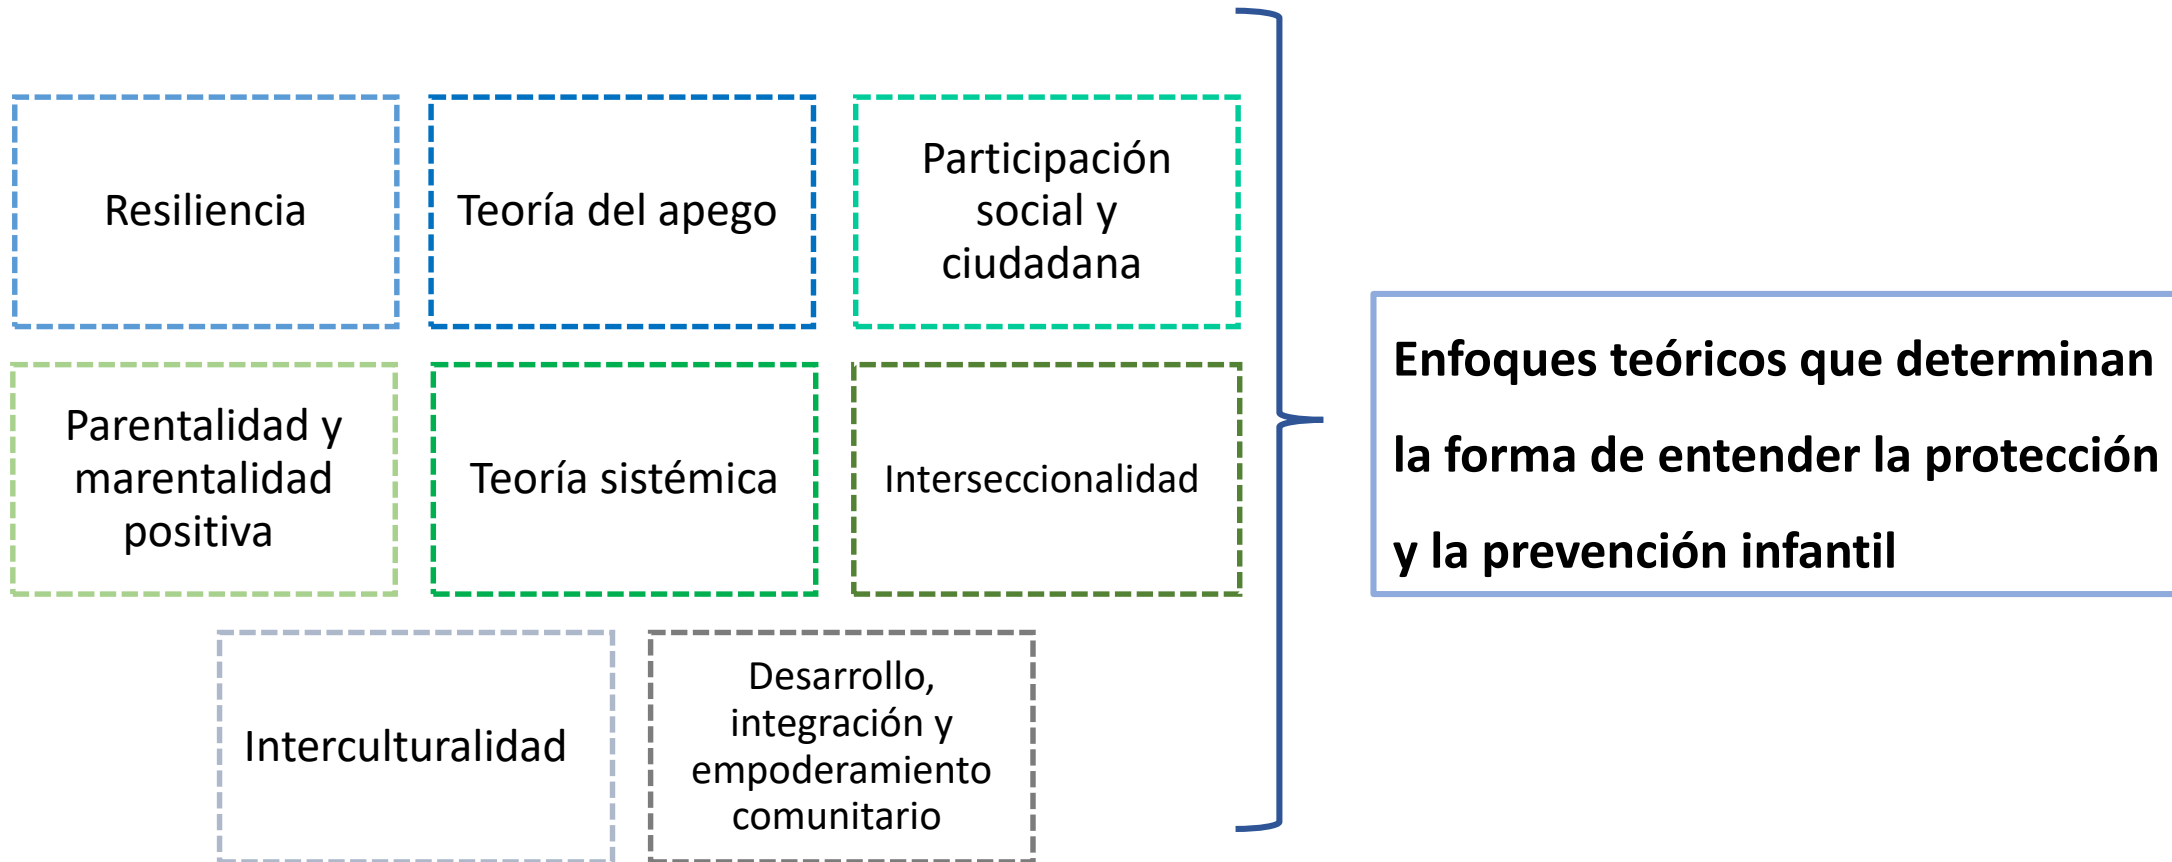 Resiliencia
Teoría del apego
Participación
social y
ciudadana
Parentalidad y
marentalidad
positiva
Teoría sistémica
Interseccionalidad
Interculturalidad
Desarrollo,
integración y
empoderamiento
comunitario
Enfoques teóricos que determinan
la forma de entender la protección
y la prevención infantil